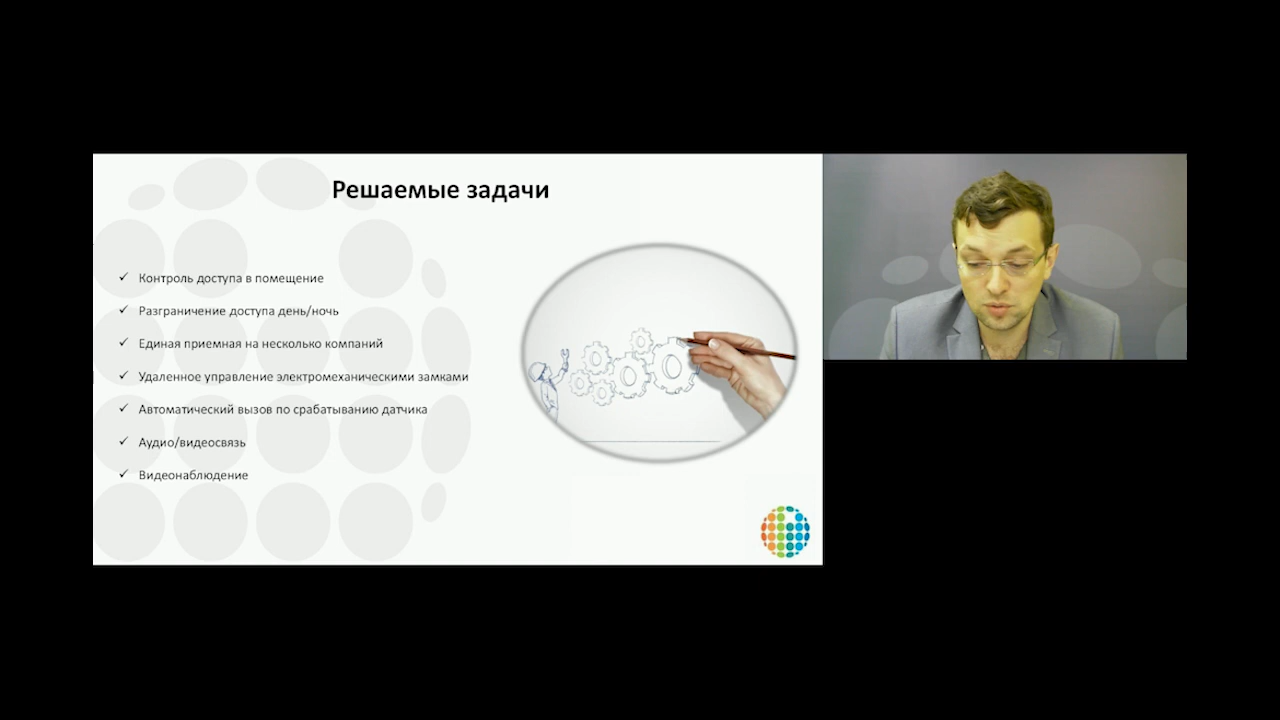 Решаемые задачи
Контроль доступа в помещение
Разграничение доступа день/ночь
Единая приемная на несколько компаний
Удаленное управление электромеханическими замками
Автоматический вызов по срабатыванию датчика
Аудио/видеосвязь
Видеонаблюдение